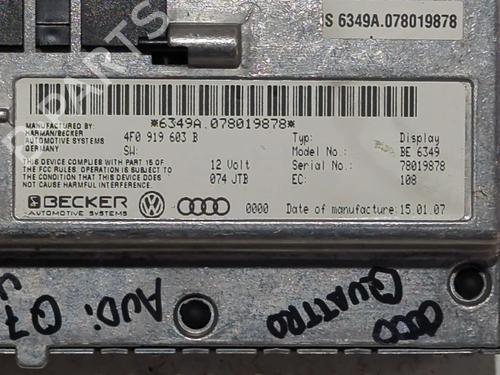 S 6349A.078019878
*6349A.078019878*
MANUFACTURED BY:
HARMAN/BECKER
AUTOMOTIVE SYSTEMS
GERMANY
4F0 919 603 B
SW:
Typ: Display
Model No.: BE 6349
THIS DEVICE COMPLIER WITH PART 15 OF
THE FCC RULES. OPERATION IS SUBJECT TO
THE CONDITION THAT THIS DEVICE DOES
NOT CAUSE HARMFUL INTERFERENCE
12 Volt
074 JTB
Serial No.: 78019878
EC: 108
BECKER
AUTOMOTIVE SYSTEMS
0000 Date of manufacture: 15.01.07
AUDI Q7
QUATTRO
PARTS